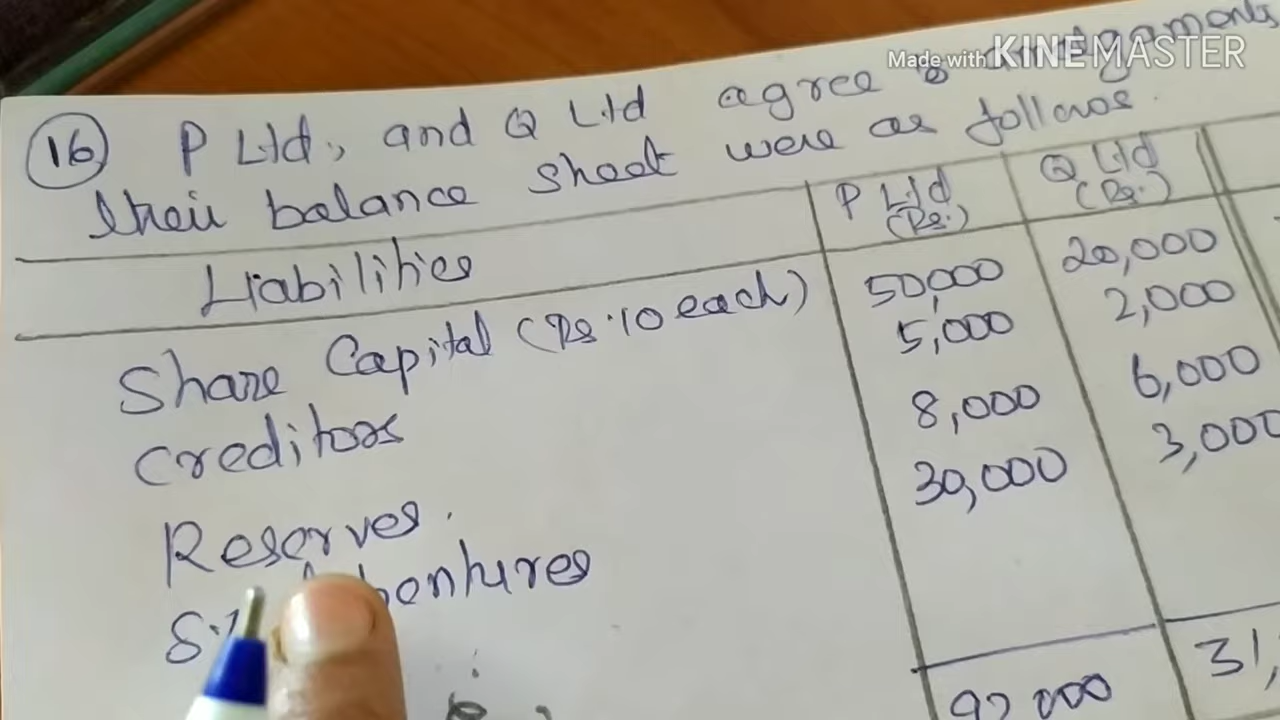 Made with KINEMASTER
16 P Ltd., and Q Ltd agree
their balance sheet were as follows.
Liabilities P Ltd (Rs.) Q Ltd (Rs.)
Share Capital (Rs.10 each) 50,000 20,000
Creditors 5,000 2,000
Reserves. 8,000 6,000
30,000 3,000